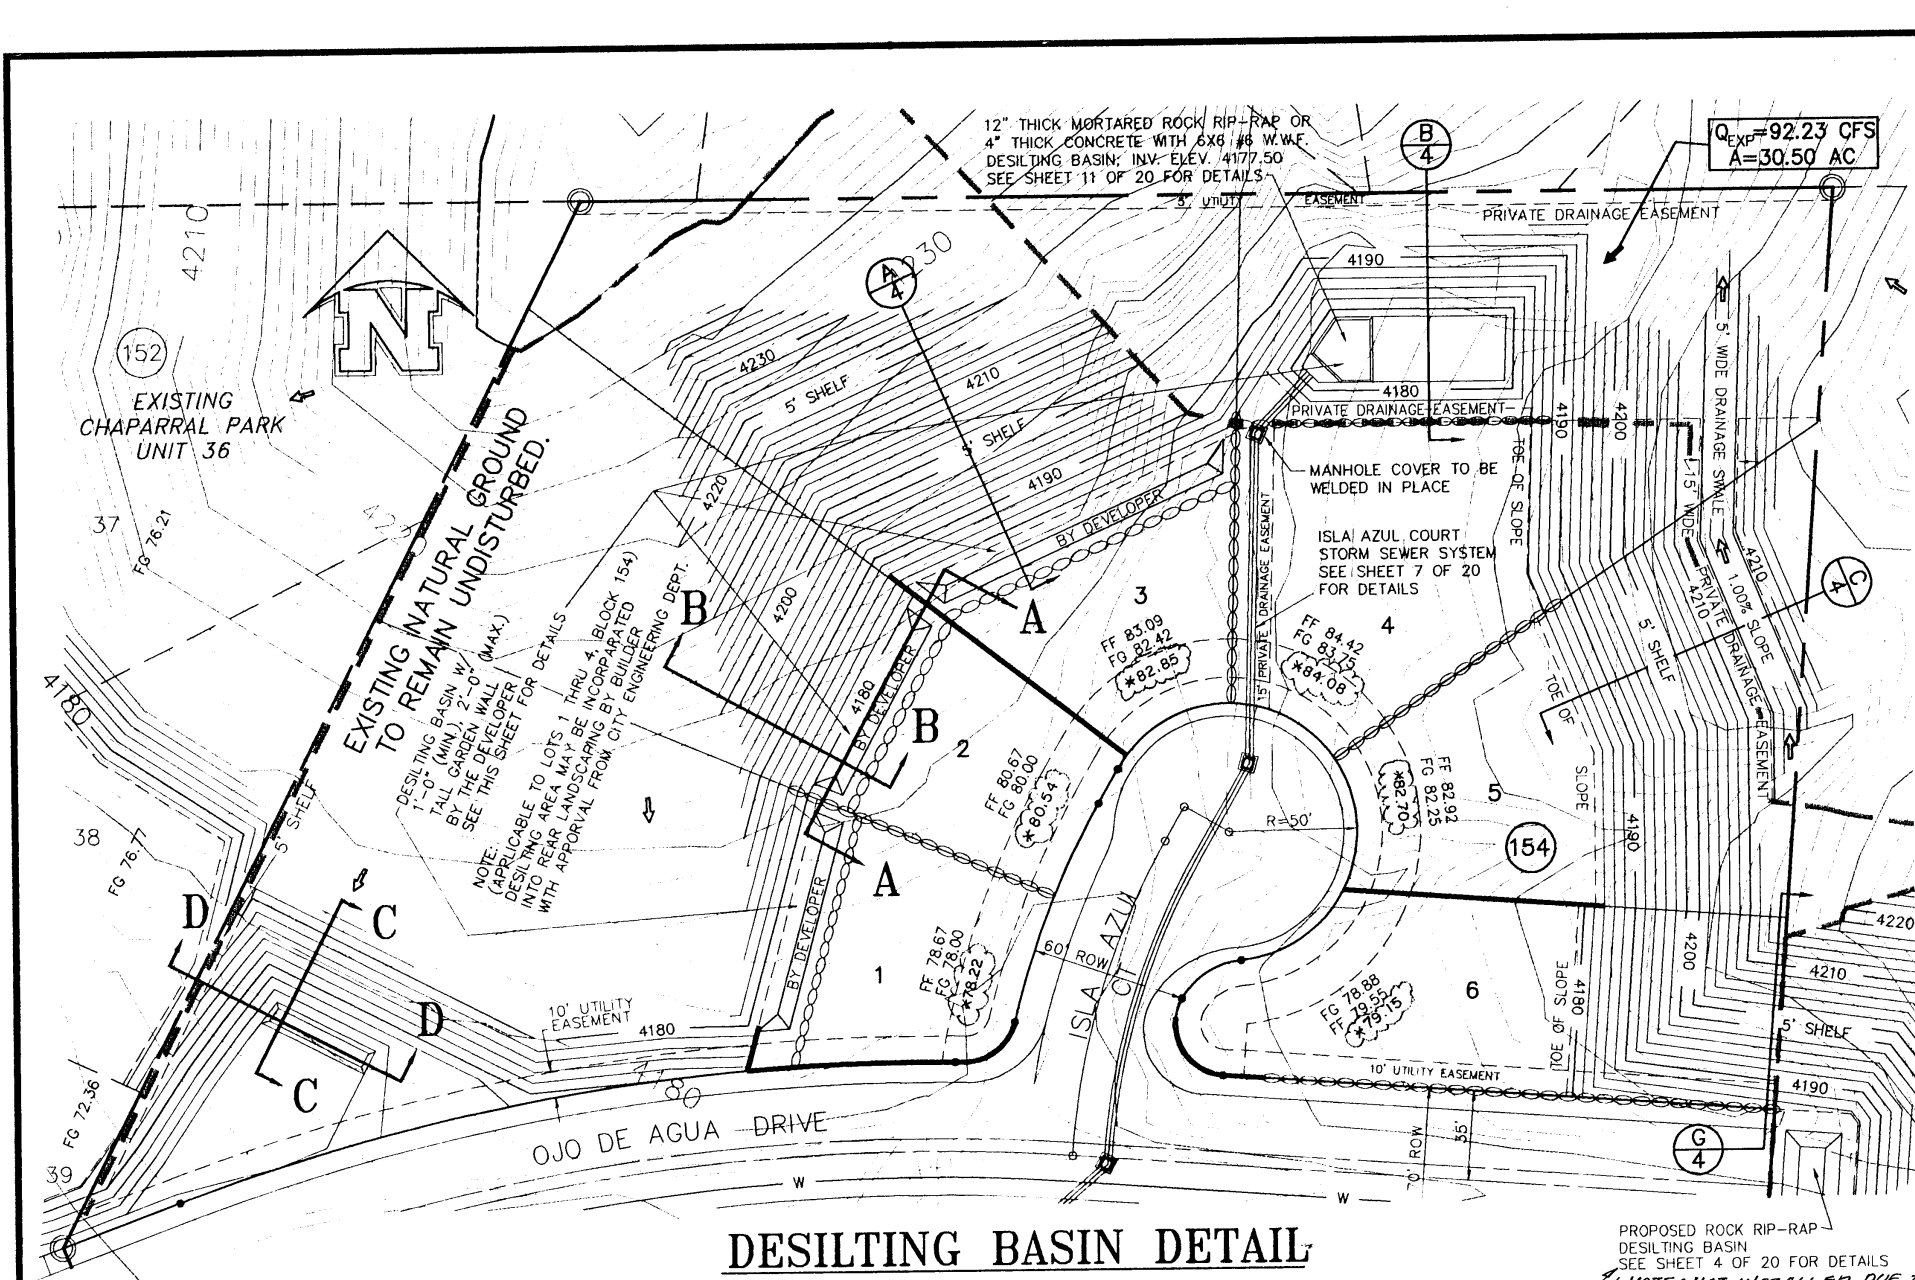 12" THICK MORTARED ROCK RIP-RAP OR
4" THICK CONCRETE WITH 6X6 #6 W.W.F.
DESILTING BASIN; INV. ELEV. 4177.50
SEE SHEET 11 OF 20 FOR DETAILS
B
4
QEXP=92.23 CFS
A=30.50 AC
5' UTILITY
EASEMENT
PRIVATE DRAINAGE EASEMENT
4210
A
4
4230
4190
N
152
EXISTING
CHAPARRAL PARK
UNIT 36
4230
5' SHELF
4210
5' SHELF
4190
4180
PRIVATE DRAINAGE EASEMENT
4190
4200
TOE OF SLOPE
5' WIDE DRAINAGE SWALE
1.00% SLOPE
15' WIDE
PRIVATE DRAINAGE EASEMENT
4210
4210
MANHOLE COVER TO BE
WELDED IN PLACE
ISLA AZUL COURT
STORM SEWER SYSTEM
SEE SHEET 7 OF 20
FOR DETAILS
15' PRIVATE DRAINAGE EASEMENT
C
4
37
FG 76.21
EXISTING NATURAL GROUND
TO REMAIN UNDISTURBED.
4220
4200
4180
BY DEVELOPER
BY DEVELOPER
BY DEVELOPER
DESILTING BASIN W/
1'-0" (MIN.), 2'-0" (MAX.)
TALL GARDEN WALL
BY THE DEVELOPER
SEE THIS SHEET FOR DETAILS
NOTE:
(APPLICABLE TO LOTS 1 THRU 4, BLOCK 154)
DESILTING AREA MAY BE INCORPARATED
INTO REAR LANDSCAPING BY BUILDER
WITH APPORVAL FROM CITY ENGINEERING DEPT.
B
A
B
A
3
FF 83.09
FG 82.42
*82.85
4
FF 84.42
FG 83.75
*84.08
2
FF 80.67
FG 80.00
*80.54
5
FF 82.92
FG 82.25
*82.70
154
R=50'
TOE OF
SLOPE
5' SHELF
4190
4180
5' SHELF
38
FG 76.77
D
C
D
C
1
FF 78.67
FG 78.00
*78.22
60' ROW
ISLA AZUL
CT
6
FG 78.88
FF 79.55
*79.15
TOE OF SLOPE
4180
4200
4220
4210
5' SHELF
4190
10' UTILITY
EASEMENT
4180
4180
10' UTILITY EASEMENT
FG 72.36
39
OJO DE AGUA DRIVE
W
W
70' ROW
35'
G
4
DESILTING BASIN DETAIL
PROPOSED ROCK RIP-RAP
DESILTING BASIN
SEE SHEET 4 OF 20 FOR DETAILS